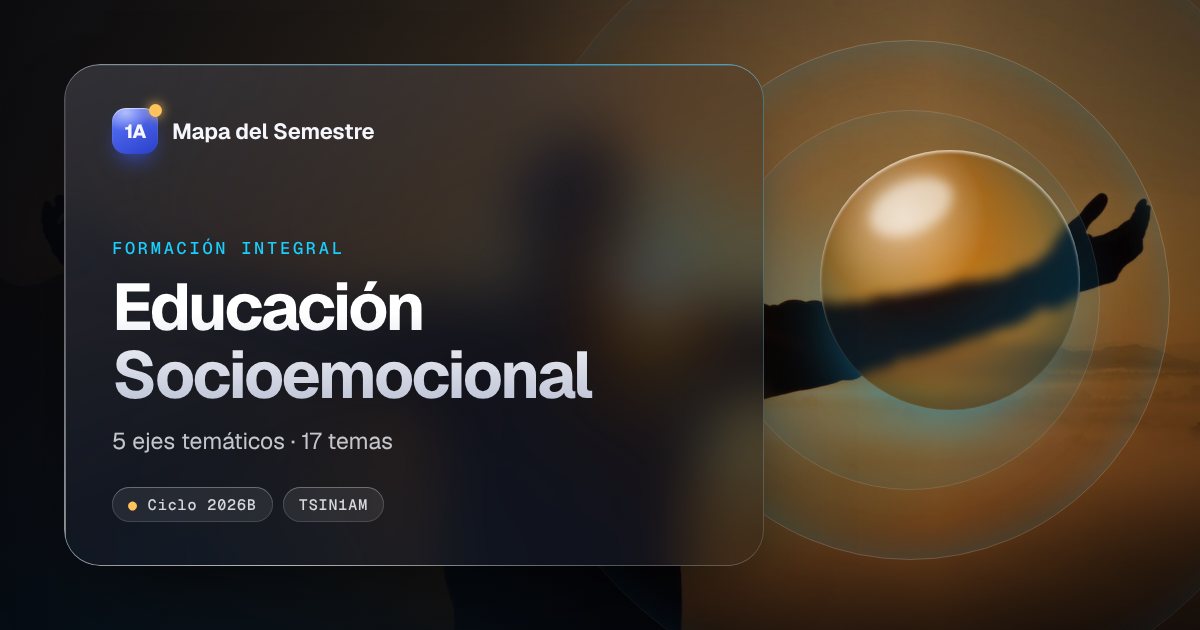 1A
Mapa del Semestre
FORMACIÓN INTEGRAL
Educación
Socioemocional
5 ejes temáticos · 17 temas
Ciclo 2026B
TSIN1AM